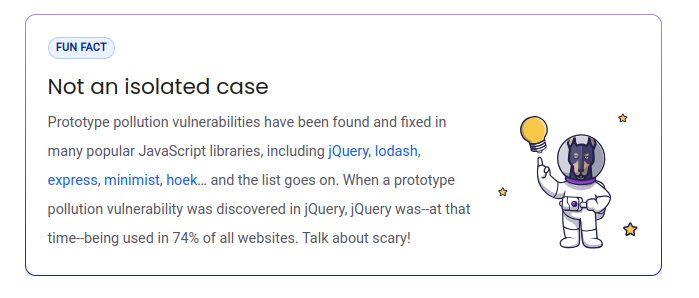 FUN FACT
Not an isolated case
Prototype pollution vulnerabilities have been found and fixed in
many popular JavaScript libraries, including jQuery, lodash,
express, minimist, hoek… and the list goes on. When a prototype
pollution vulnerability was discovered in jQuery, jQuery was--at that
time--being used in 74% of all websites. Talk about scary!